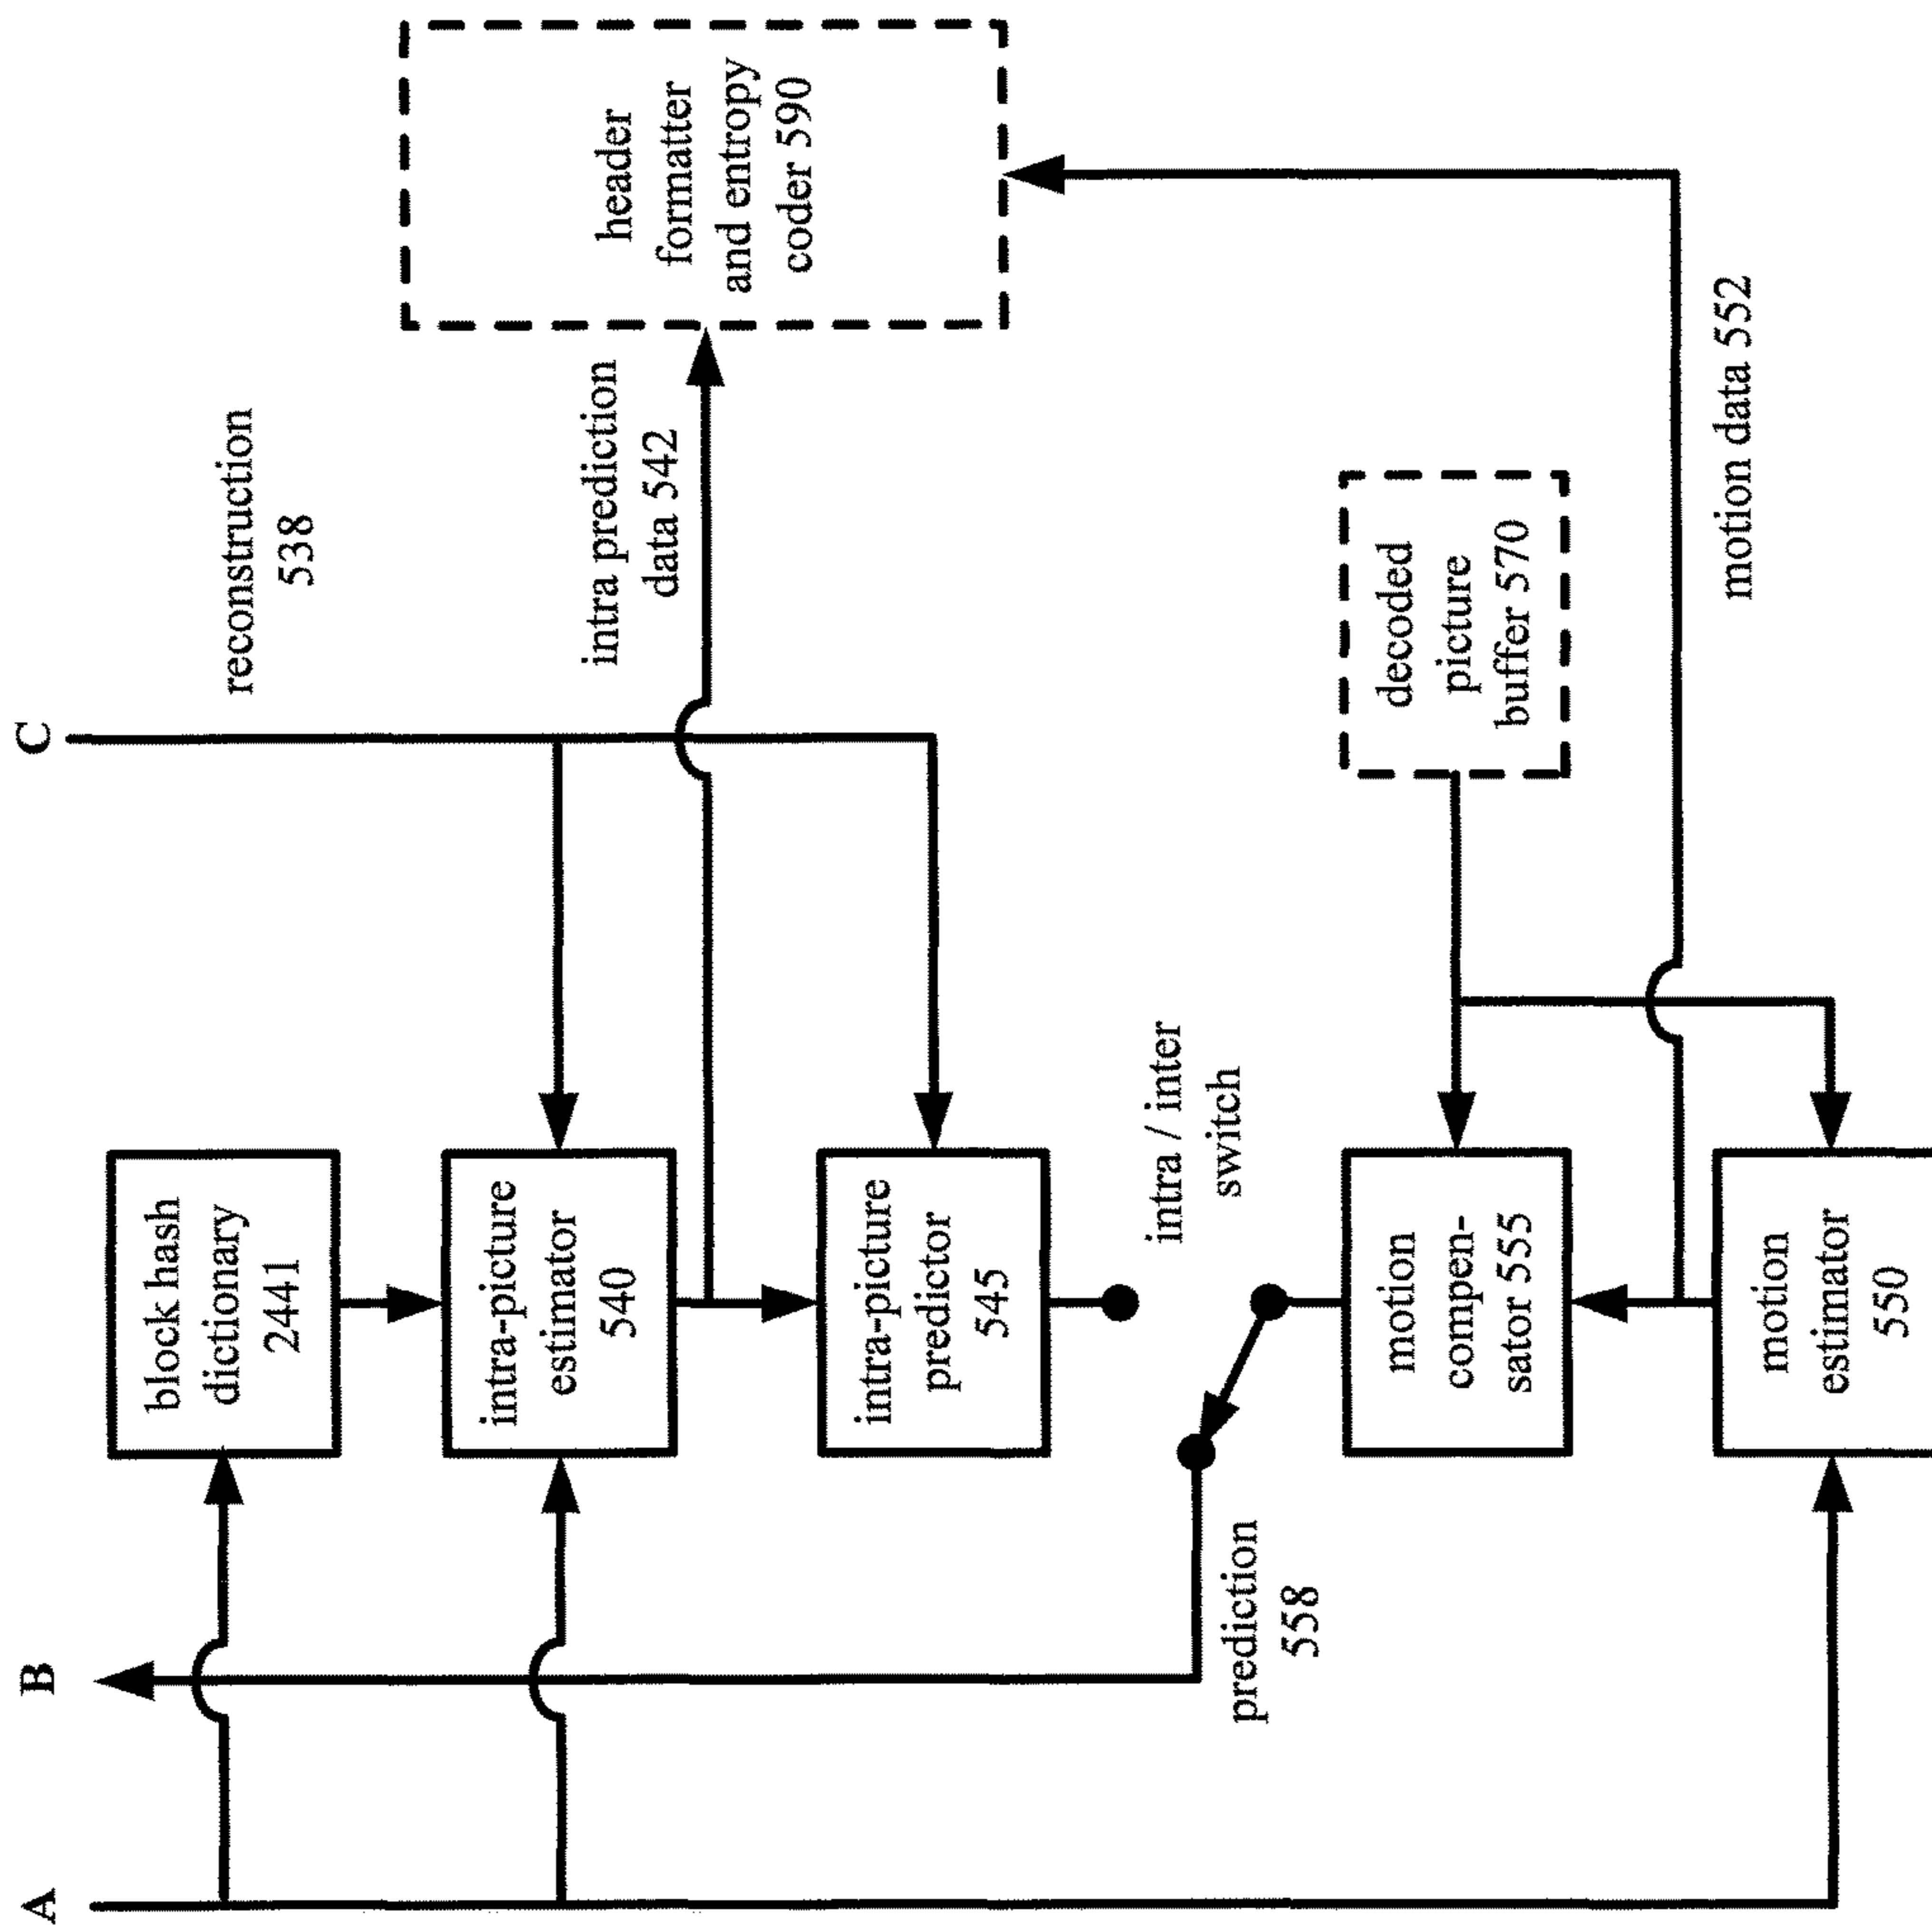 A
B
C
block hash
dictionary
2441
reconstruction
538
intra-picture
estimator
540
intra prediction
data 542
header
formatter
and entropy
coder 590
intra-picture
predictor
545
intra / inter
switch
prediction
558
motion
compen-
sator 555
decoded
picture
buffer 570
motion
estimator
550
motion data 552